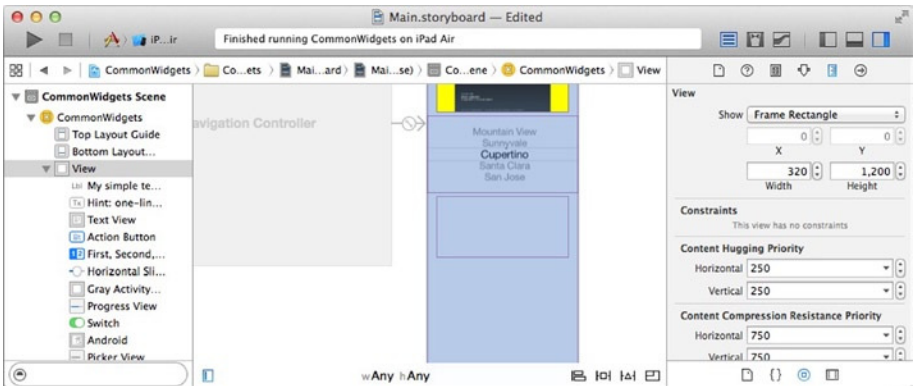 Main.storyboard — Edited
iP...ir
Finished running CommonWidgets on iPad Air
CommonWidgets
Co...ets
Mai...ard)
Mai...se)
Co...ene
CommonWidgets
View
CommonWidgets Scene
CommonWidgets
Top Layout Guide
Bottom Layout...
View
Lbl My simple te...
Tx Hint: one-lin...
Text View
Action Button
1 2 First, Second,...
Horizontal Sli...
Gray Activity...
Progress View
Switch
Android
Picker View
avigation Controller
Mountain View
Sunnyvale
Cupertino
Santa Clara
San Jose
wAny hAny
View
Show Frame Rectangle
0 0
X Y
320 1,200
Width Height
Constraints
This view has no constraints
Content Hugging Priority
Horizontal 250
Vertical 250
Content Compression Resistance Priority
Horizontal 750
Vertical 750
{ }